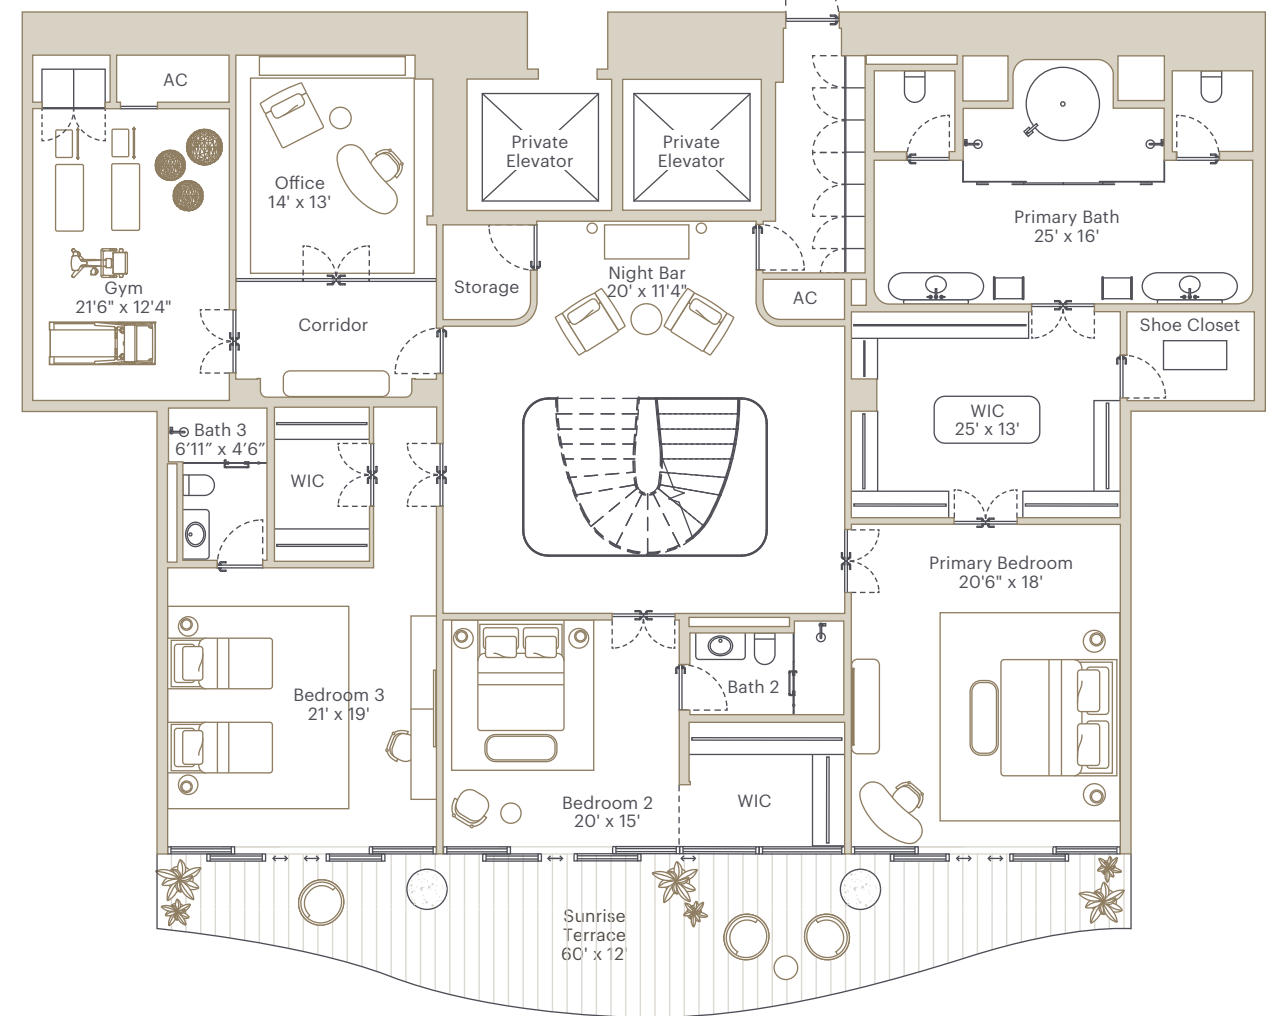 AC
Office
14' x 13'
Private
Elevator
Private
Elevator
Primary Bath
25' x 16'
Gym
21'6" x 12'4"
Storage
Night Bar
20' x 11'4"
AC
Corridor
Shoe Closet
WIC
25' x 13'
Bath 3
6’11” x 4’6”
WIC
Primary Bedroom
20'6" x 18'
Bedroom 3
21' x 19'
Bath 2
Bedroom 2
20' x 15'
WIC
Sunrise
Terrace
60' x 12'